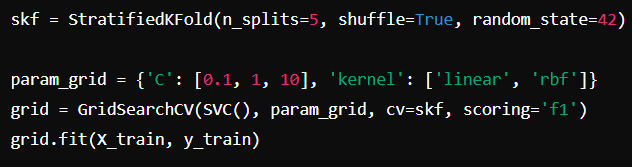 skf = StratifiedKFold(n_splits=5, shuffle=True, random_state=42)
param_grid = {'C': [0.1, 1, 10], 'kernel': ['linear', 'rbf']}
grid = GridSearchCV(SVC(), param_grid, cv=skf, scoring='f1')
grid.fit(X_train, y_train)